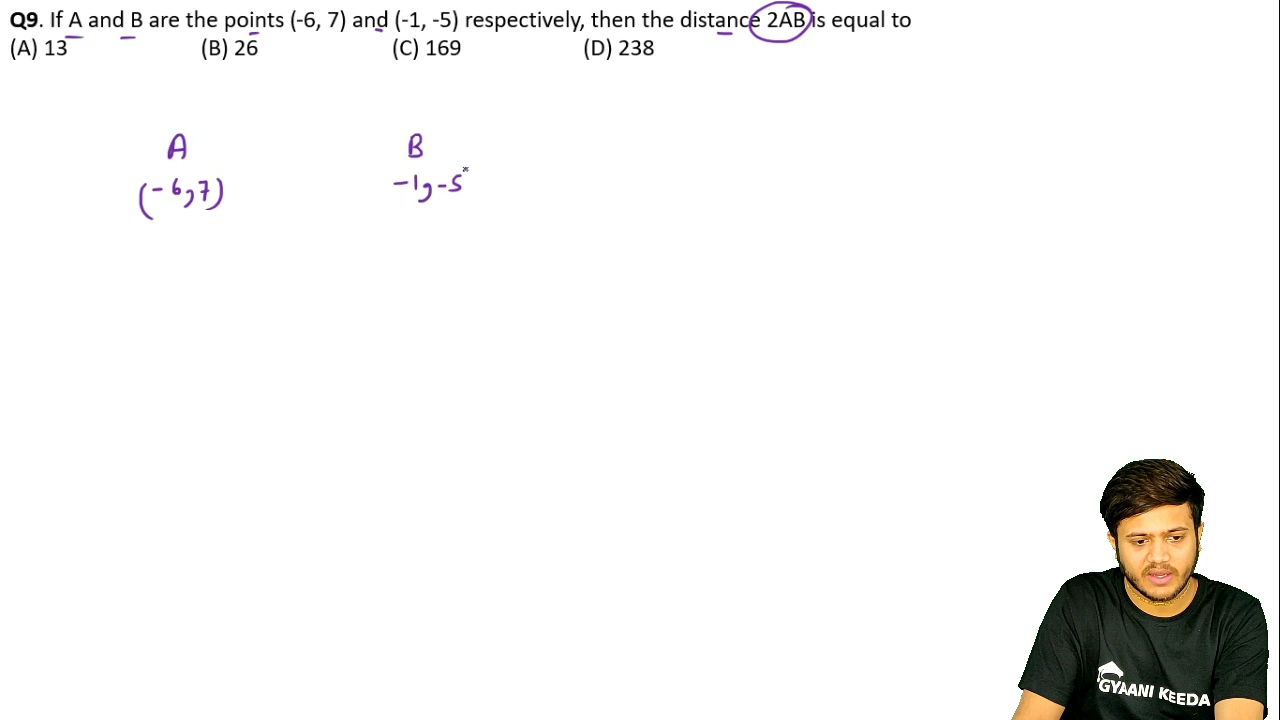 Q9. If A and B are the points (-6, 7) and (-1, -5) respectively, then the distance 2AB is equal to
(A) 13 (B) 26 (C) 169 (D) 238
A B
(-6,7) -1,-5
GYAANI KEEDA